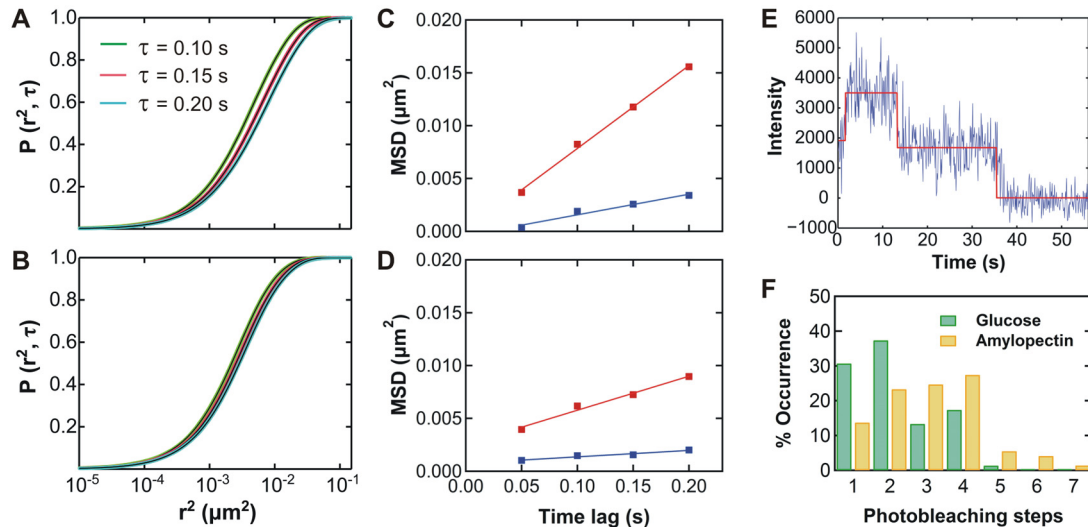 A
1.0
0.8
0.6
0.4
0.2
P (r², τ)
τ = 0.10 s
τ = 0.15 s
τ = 0.20 s
B
1.0
0.8
0.6
0.4
0.2
P (r², τ)
10⁻⁵ 10⁻⁴ 10⁻³ 10⁻² 10⁻¹
r² (μm²)
C
0.020
0.015
0.010
0.005
0.000
MSD (μm²)
D
0.020
0.015
0.010
0.005
0.000
MSD (μm²)
0.00 0.05 0.10 0.15 0.20
Time lag (s)
E
6000
5000
4000
3000
2000
1000
0
−1000
Intensity
0 10 20 30 40 50
Time (s)
F
50
40
30
20
10
0
% Occurrence
Glucose
Amylopectin
1 2 3 4 5 6 7
Photobleaching steps